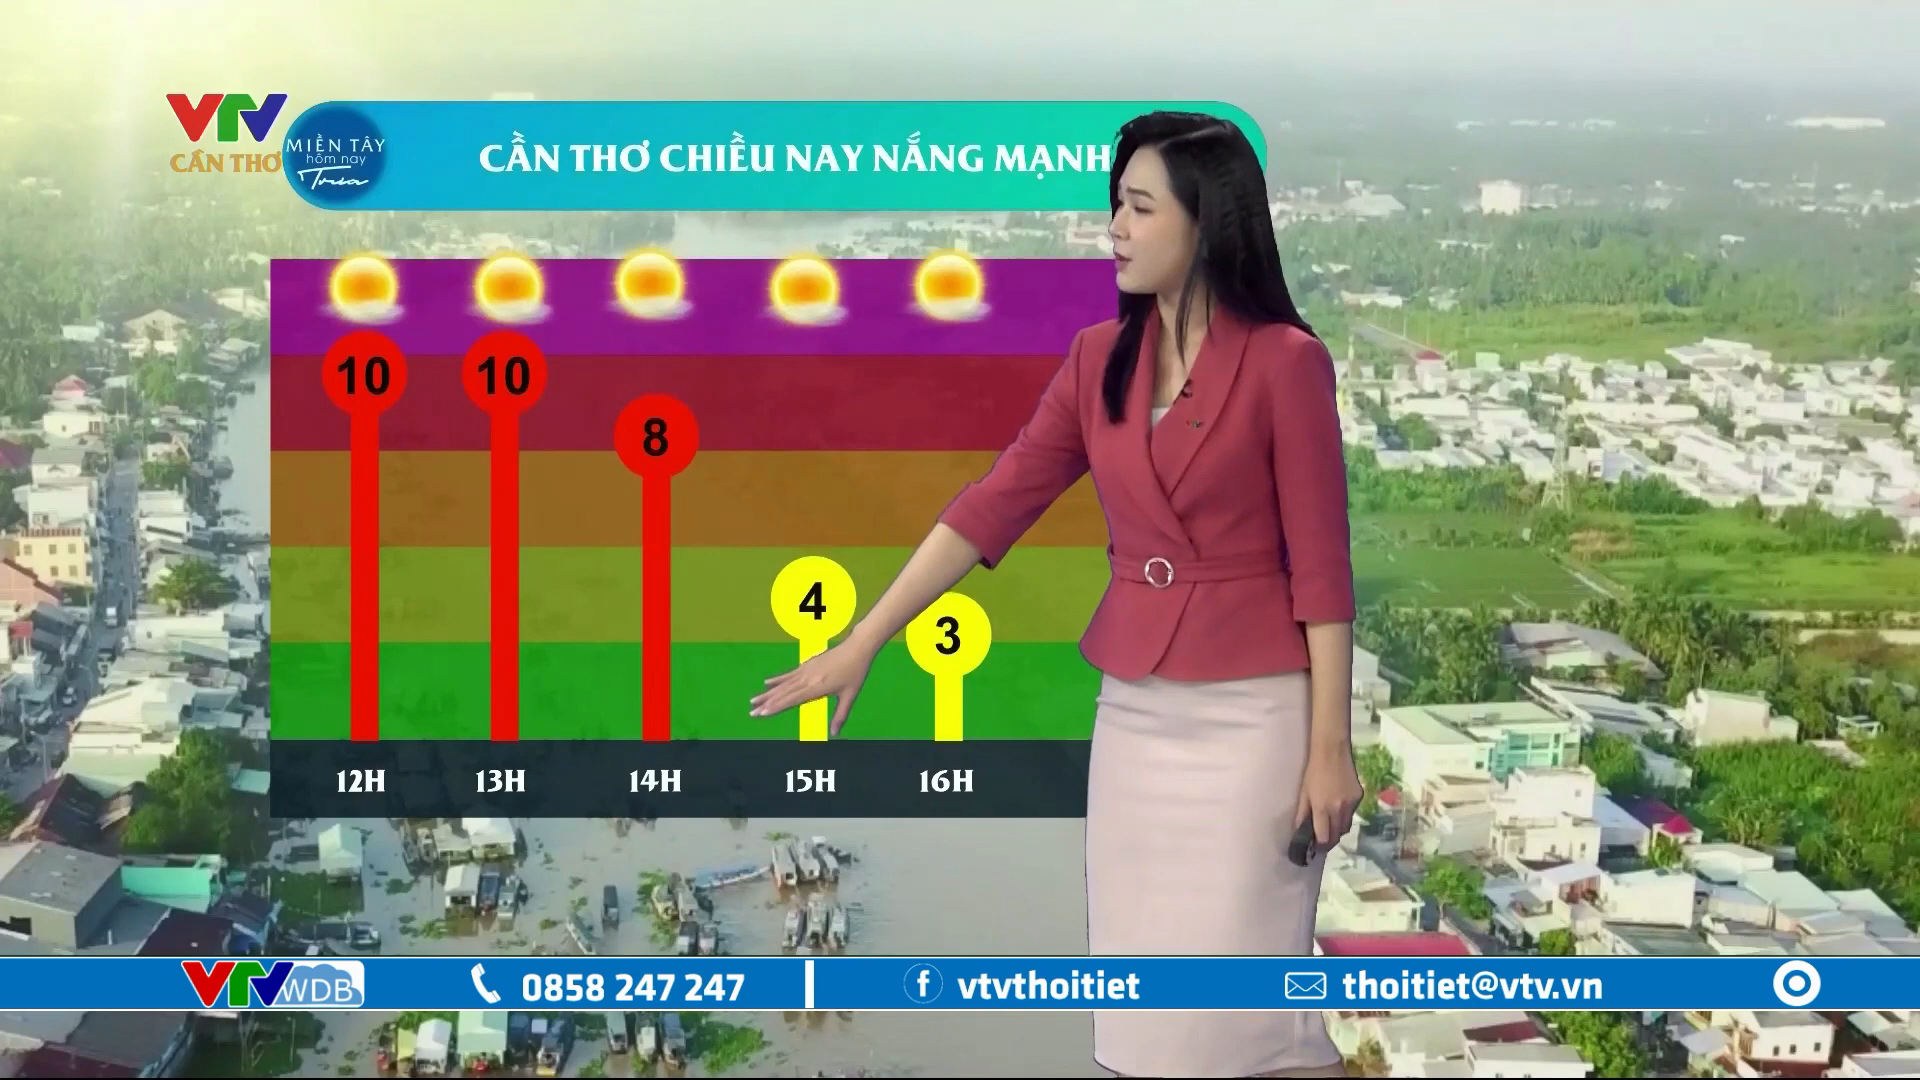 VTV
CẦN THƠ
MIỀN TÂY
hôm nay
Trưa
CẦN THƠ CHIỀU NAY NẮNG MẠNH
10
10
8
4
3
12H
13H
14H
15H
16H
VTV WDB
0858 247 247
vtvthoitiet
thoitiet@vtv.vn